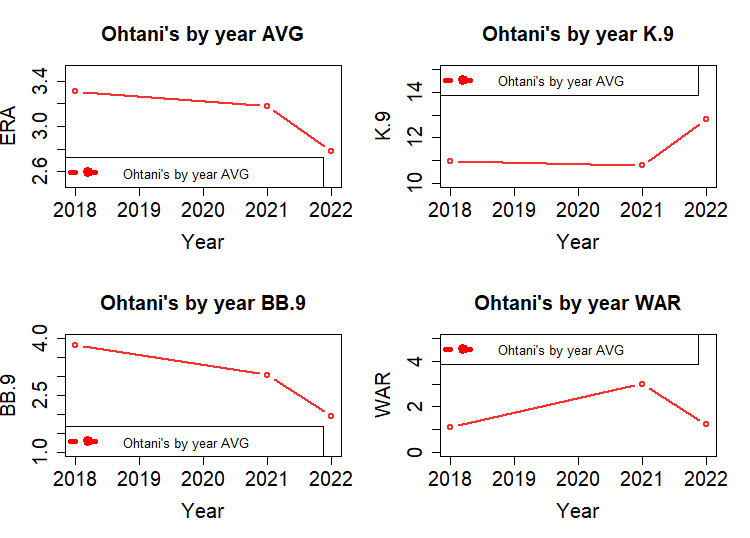 Ohtani's by year AVG
ERA
3.4
3.0
2.6
Ohtani's by year AVG
2018 2019 2020 2021 2022
Year
Ohtani's by year K.9
K.9
14
12
10
Ohtani's by year AVG
2018 2019 2020 2021 2022
Year
Ohtani's by year BB.9
BB.9
4.0
2.5
1.0
Ohtani's by year AVG
2018 2019 2020 2021 2022
Year
Ohtani's by year WAR
WAR
4
2
0
Ohtani's by year AVG
2018 2019 2020 2021 2022
Year